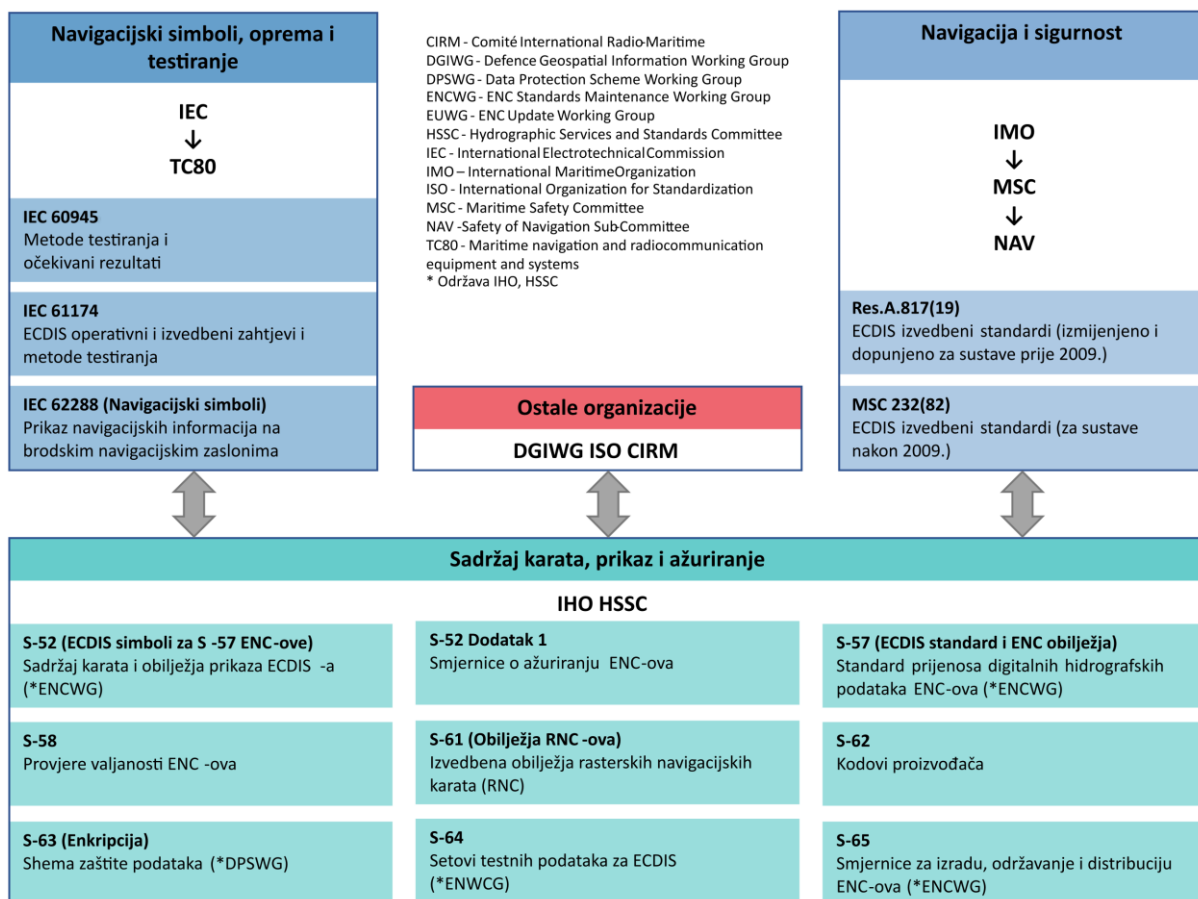 Navigacijski simboli, oprema i
testiranje
IEC
↓
TC80
IEC 60945
Metode testiranja i
očekivani rezultati
IEC 61174
ECDIS operativni i izvedbeni zahtjevi i
metode testiranja
IEC 62288 (Navigacijski simboli)
Prikaz navigacijskih informacija na
brodskim navigacijskim zaslonima
CIRM - Comité International Radio-Maritime
DGIWG - Defence Geospatial Information Working Group
DPSWG - Data Protection Scheme Working Group
ENCWG - ENC Standards Maintenance Working Group
EUWG - ENC Update Working Group
HSSC - Hydrographic Services and Standards Committee
IEC - International Electrotechnical Commission
IMO – International Maritime Organization
ISO - International Organization for Standardization
MSC - Maritime Safety Committee
NAV -Safety of Navigation Sub-Committee
TC80 - Maritime navigation and radiocommunication
equipment and systems
* Održava IHO, HSSC
Ostale organizacije
DGIWG ISO CIRM
Navigacija i sigurnost
IMO
↓
MSC
↓
NAV
Res.A.817(19)
ECDIS izvedbeni standardi (izmijenjeno i
dopunjeno za sustave prije 2009.)
MSC 232(82)
ECDIS izvedbeni standardi (za sustave
nakon 2009.)
Sadržaj karata, prikaz i ažuriranje
IHO HSSC
S-52 (ECDIS simboli za S -57 ENC-ove)
Sadržaj karata i obilježja prikaza ECDIS -a
(*ENCWG)
S-52 Dodatak 1
Smjernice o ažuriranju ENC-ova
S-57 (ECDIS standard i ENC obilježja)
Standard prijenosa digitalnih hidrografskih
podataka ENC-ova (*ENCWG)
S-58
Provjere valjanosti ENC -ova
S-61 (Obilježja RNC -ova)
Izvedbena obilježja rasterskih navigacijskih
karata (RNC)
S-62
Kodovi proizvođača
S-63 (Enkripcija)
Shema zaštite podataka (*DPSWG)
S-64
Setovi testnih podataka za ECDIS
(*ENWCG)
S-65
Smjernice za izradu, održavanje i distribuciju
ENC-ova (*ENCWG)